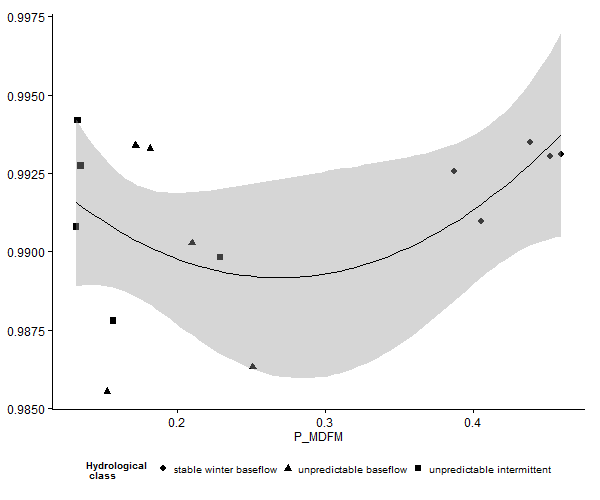 0.9975
0.9950
0.9925
0.9900
0.9875
0.9850
0.2
0.3
0.4
P_MDFM
Hydrological
class
stable winter baseflow
unpredictable baseflow
unpredictable intermittent